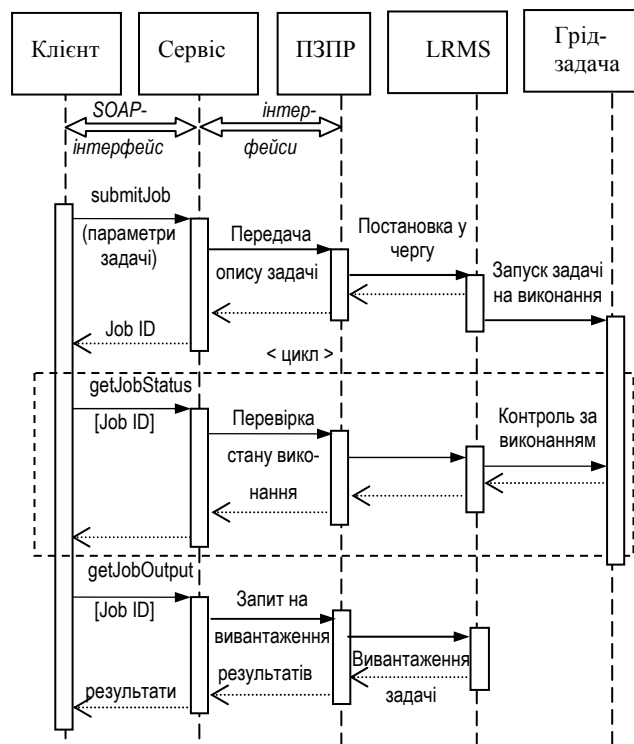 Клієнт
Сервіс
ПЗПР
LRMS
Грід-
задача
SOAP-
інтерфейс
інтер-
фейси
submitJob
(параметри
задачі)
Передача
опису задачі
Постановка у
чергу
Запуск задачі
на виконання
Job ID
< цикл >
getJobStatus
[Job ID]
Перевірка
стану вико-
нання
Контроль за
виконанням
getJobOutput
[Job ID]
Запит на
вивантаження
результатів
Вивантаження
задачі
результати